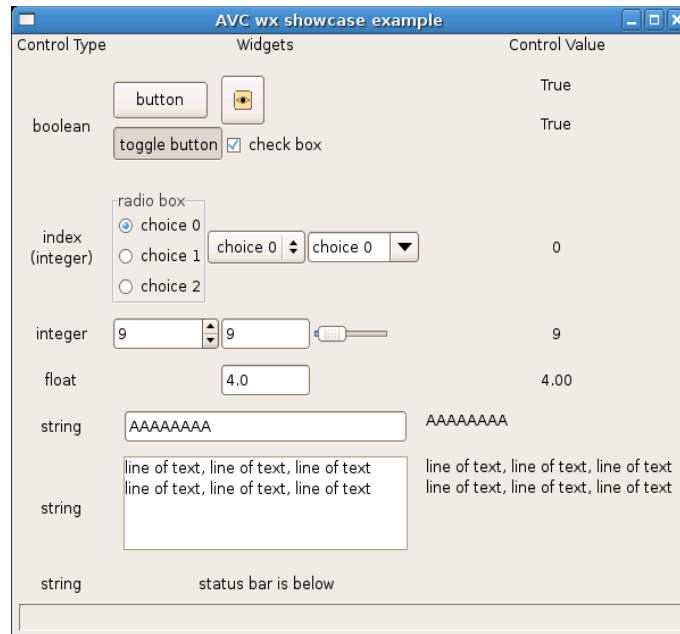 AVC wx showcase example
Control Type Widgets Control Value
button
True
boolean
True
toggle button check box
radio box
choice 0
index
(integer)
choice 1
choice 2
choice 0 choice 0
0
integer 9 9 9
float 4.0 4.00
string AAAAAAAA AAAAAAAA
line of text, line of text, line of text
line of text, line of text, line of text
string
line of text, line of text, line of text
line of text, line of text, line of text
string status bar is below